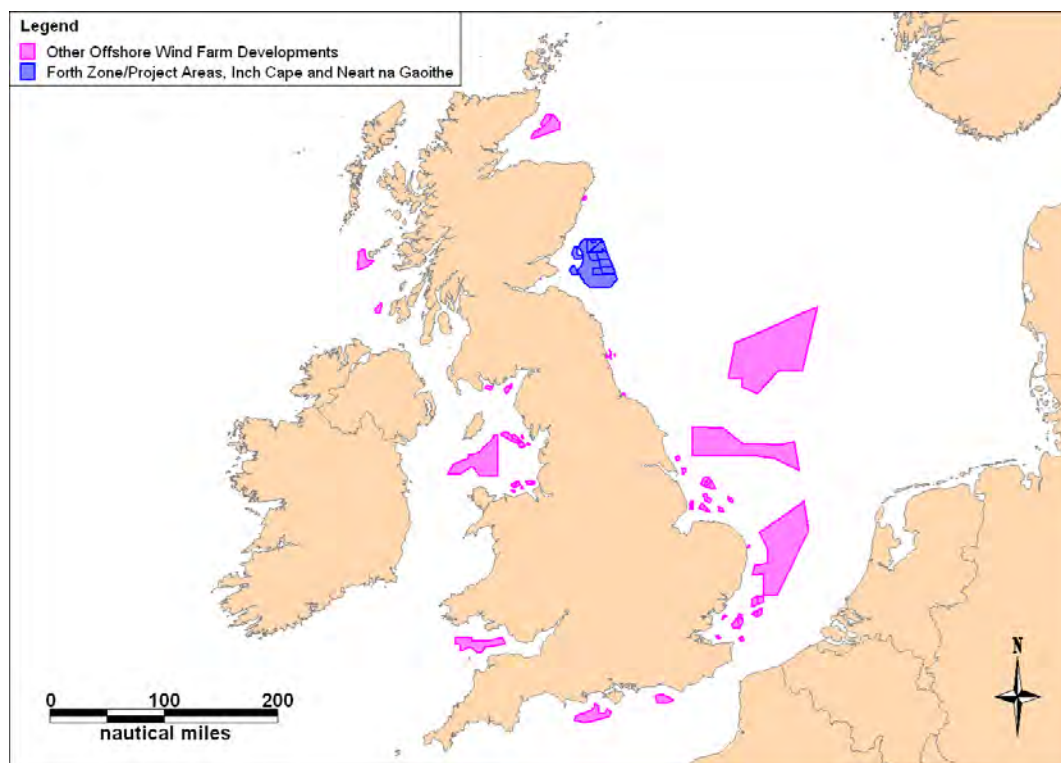 Legend
Other Offshore Wind Farm Developments
Forth Zone/Project Areas, Inch Cape and Neart na Gaoithe
N
0 100 200
nautical miles